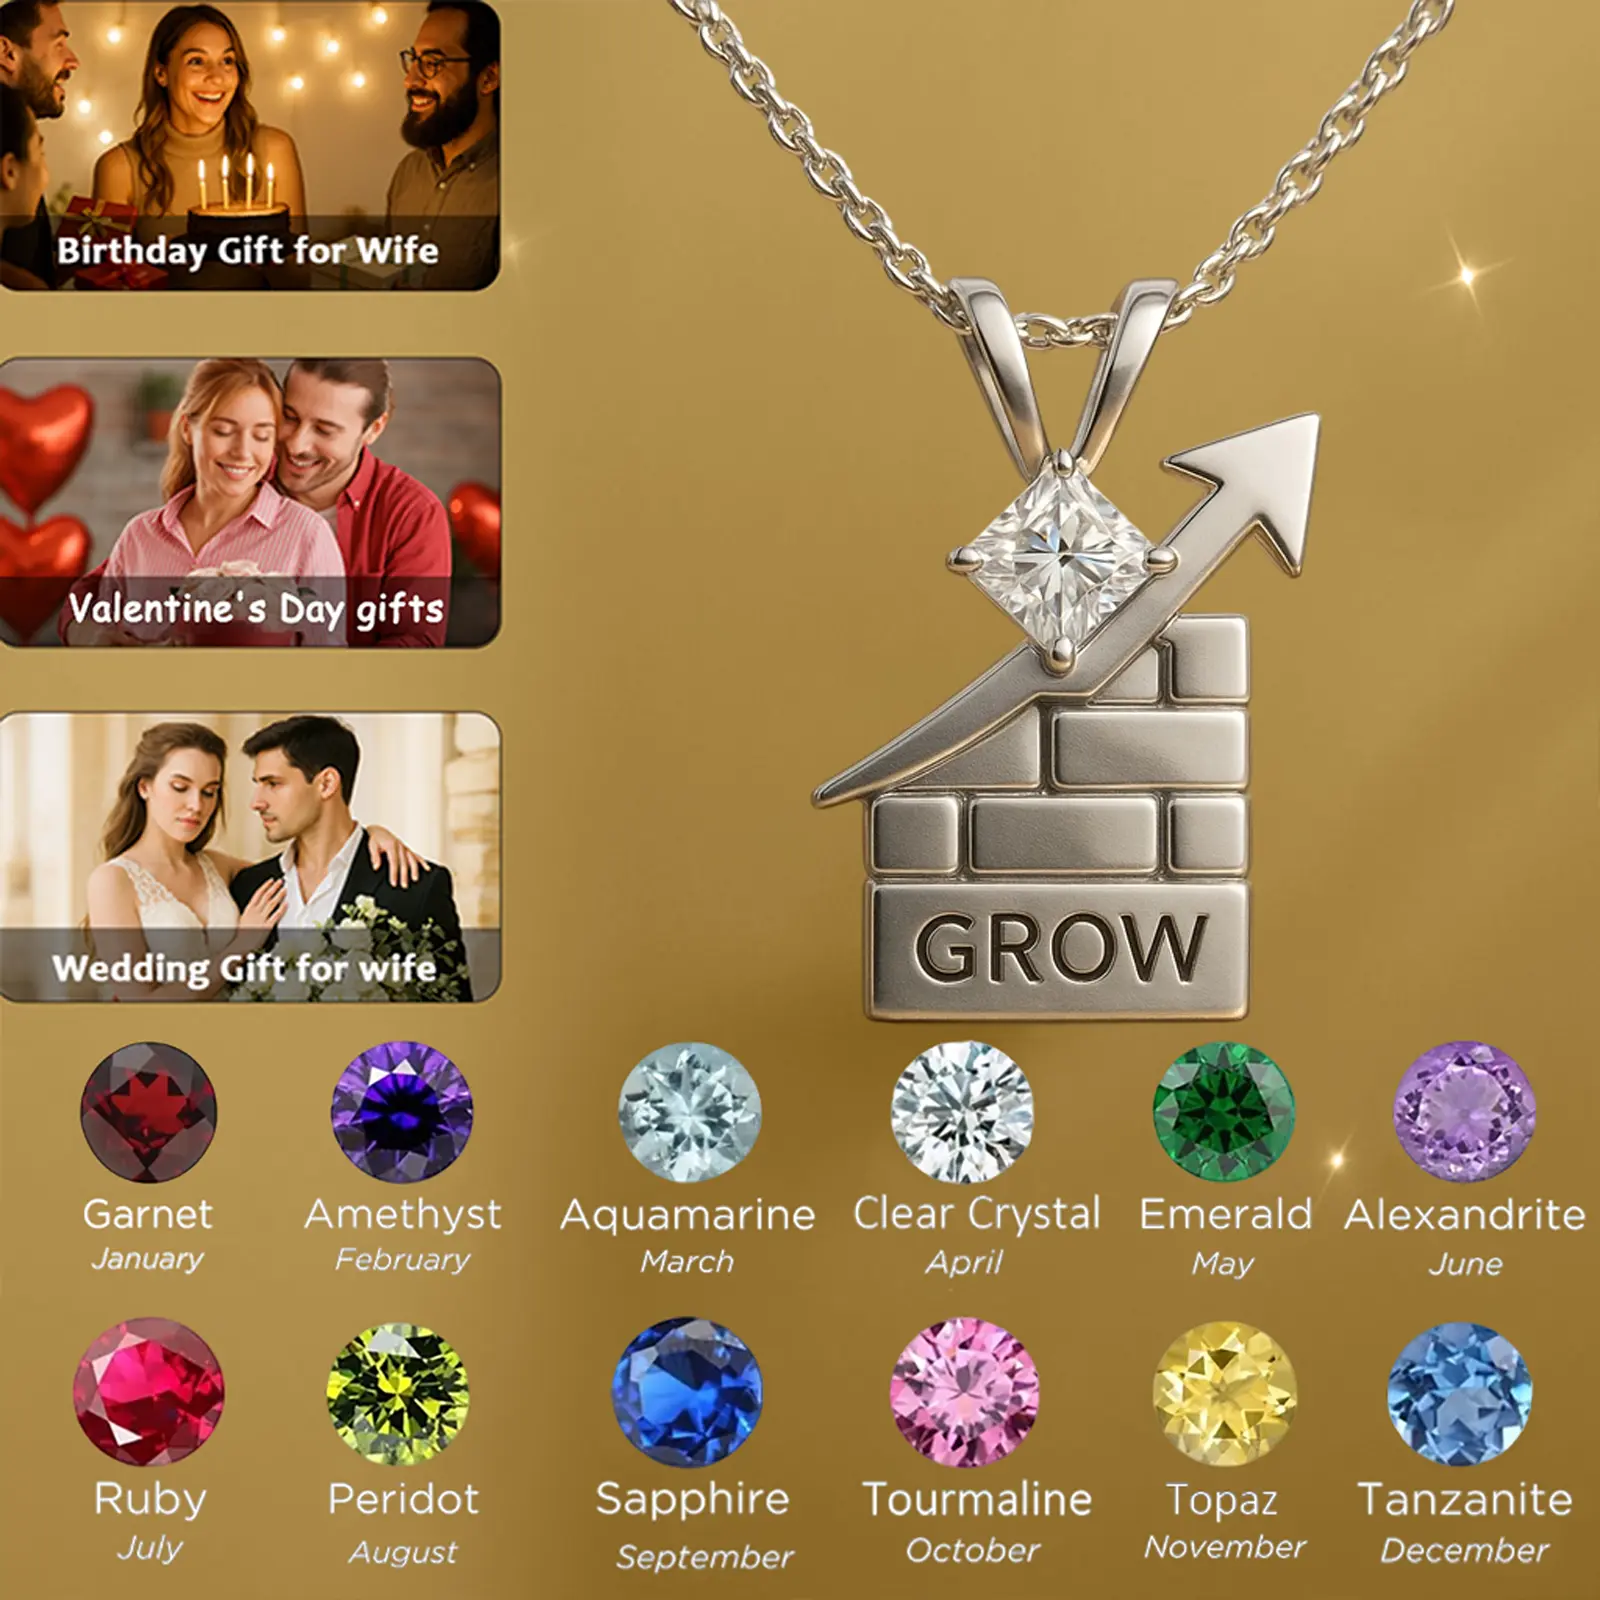 Birthday Gift for Wife
Valentine's Day gifts
Wedding Gift for wife
GROW
Garnet
January
Amethyst
February
Aquamarine
March
Clear Crystal
April
Emerald
May
Alexandrite
June
Ruby
July
Peridot
August
Sapphire
September
Tourmaline
October
Topaz
November
Tanzanite
December